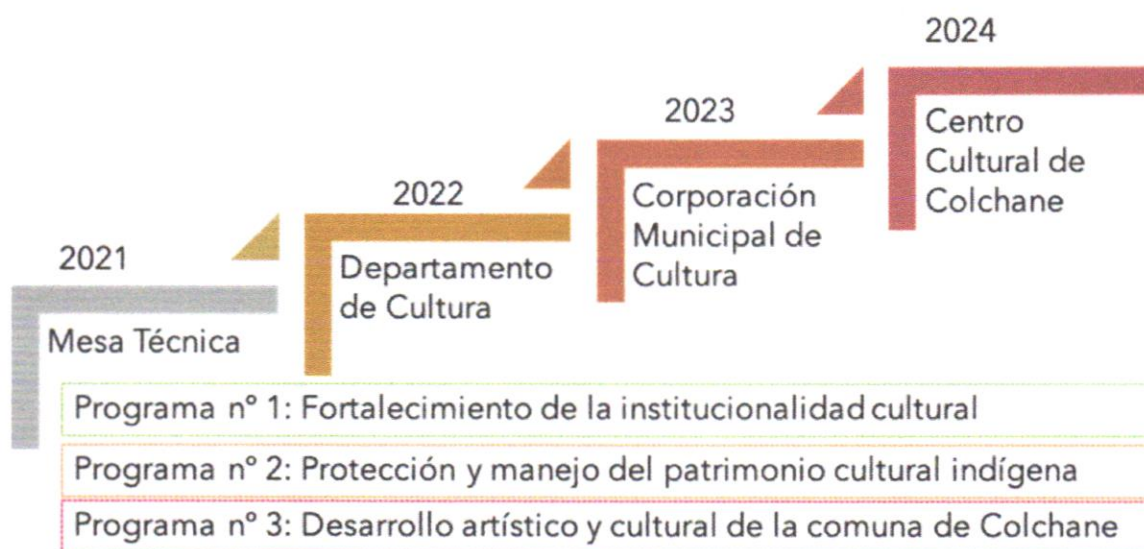 2021
Mesa Técnica
2022
Departamento
de Cultura
2023
Corporación
Municipal de
Cultura
2024
Centro
Cultural de
Colchane
Programa nº 1: Fortalecimiento de la institucionalidad cultural
Programa nº 2: Protección y manejo del patrimonio cultural indígena
Programa nº 3: Desarrollo artístico y cultural de la comuna de Colchane